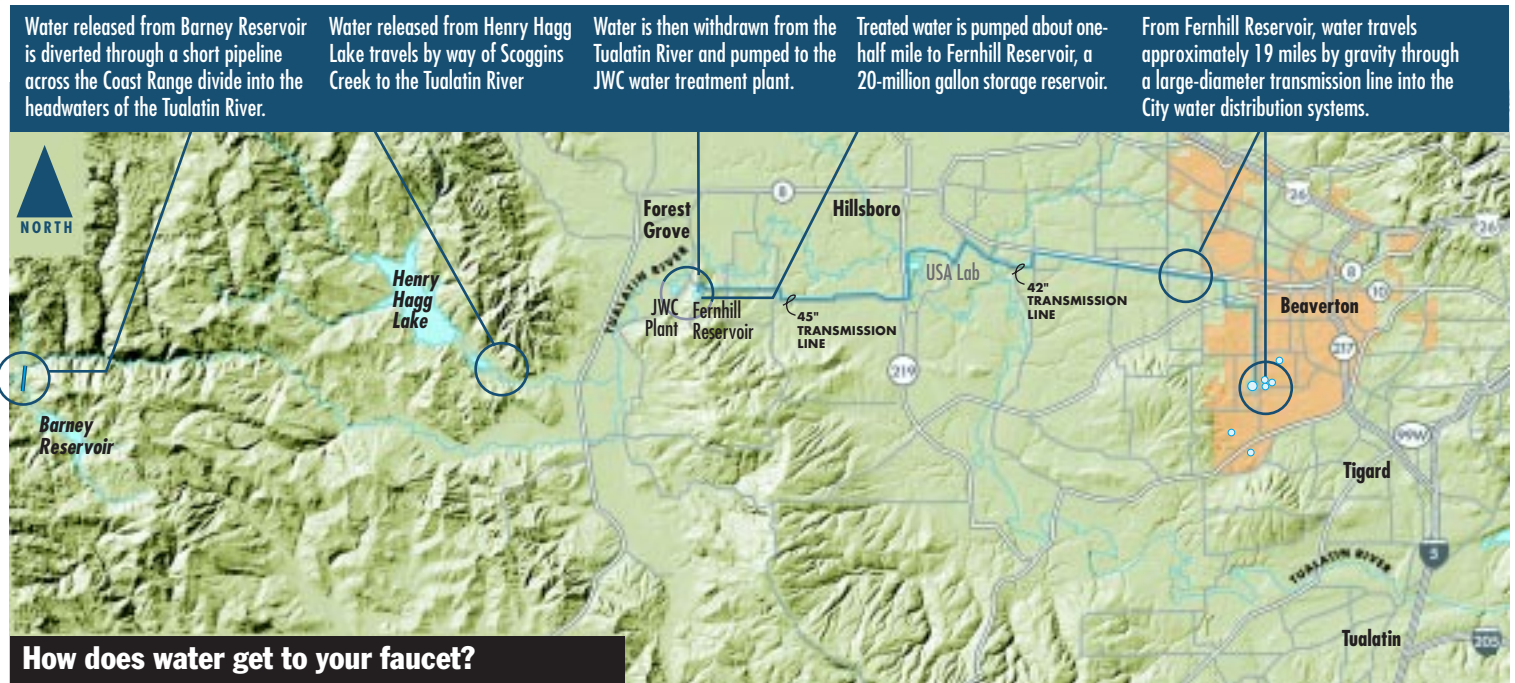 Water released from Barney Reservoir
is diverted through a short pipeline
across the Coast Range divide into the
headwaters of the Tualatin River.
Water released from Henry Hagg
Lake travels by way of Scoggins
Creek to the Tualatin River
Water is then withdrawn from the
Tualatin River and pumped to the
JWC water treatment plant.
Treated water is pumped about one-
half mile to Fernhill Reservoir, a
20-million gallon storage reservoir.
From Fernhill Reservoir, water travels
approximately 19 miles by gravity through
a large-diameter transmission line into the
City water distribution systems.
NORTH
Forest
Grove
8
Hillsboro
26
26
TUALATIN RIVER
Henry
Hagg
Lake
USA Lab
8
10
JWC
Plant
Fernhill
Reservoir
45"
TRANSMISSION
LINE
42"
TRANSMISSION
LINE
Beaverton
217
219
Barney
Reservoir
99W
Tigard
5
TUALATIN RIVER
Tualatin
205
How does water get to your faucet?